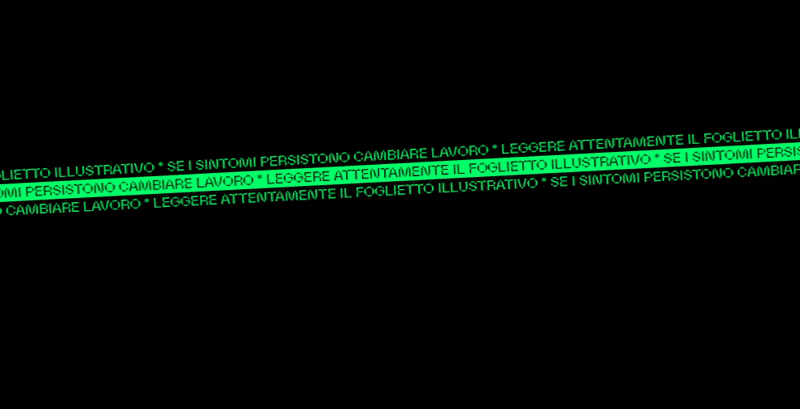 GLIETTO ILLUSTRATIVO * SE I SINTOMI PERSISTONO CAMBIARE LAVORO * LEGGERE ATTENTAMENTE IL FOGLIETTO IL
OMI PERSISTONO CAMBIARE LAVORO * LEGGERE ATTENTAMENTE IL FOGLIETTO ILLUSTRATIVO * SE I SINTOMI PERSIS
O CAMBIARE LAVORO * LEGGERE ATTENTAMENTE IL FOGLIETTO ILLUSTRATIVO * SE I SINTOMI PERSISTONO CAMBIAR